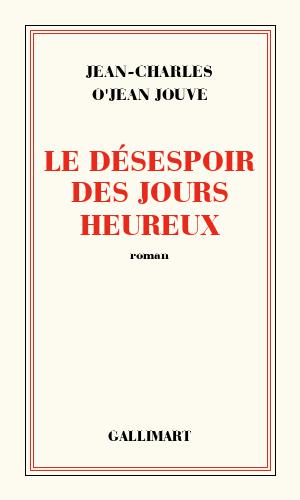 JEAN-CHARLES
O'JEAN JOUVE
LE DÉSESPOIR
DES JOURS
HEUREUX
roman
GALLIMART